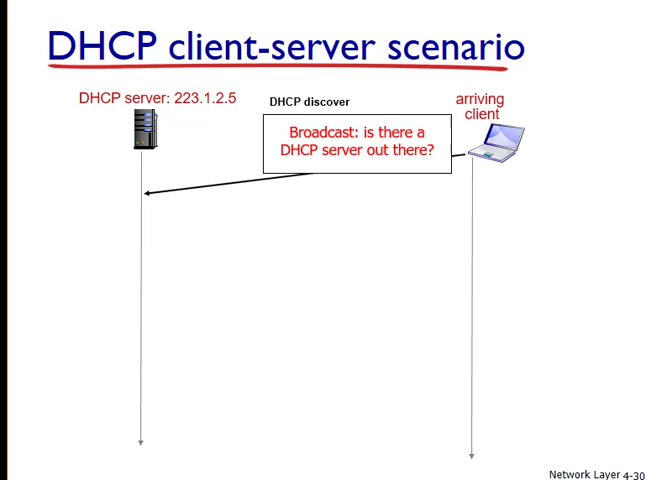 DHCP client-server scenario
DHCP server: 223.1.2.5
DHCP discover
arriving
client
Broadcast: is there a
DHCP server out there?
Network Layer 4-30